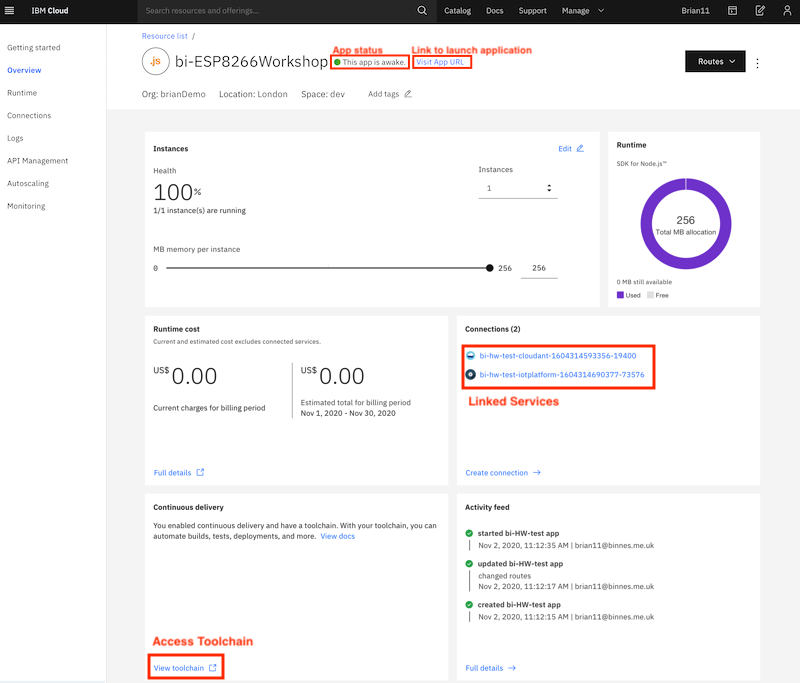 IBM Cloud
Search resources and offerings...
Catalog
Docs
Support
Manage
Brian11
Getting started
Overview
Runtime
Connections
Logs
API Management
Autoscaling
Monitoring
Resource list /
App status
Link to launch application
.js
bi-ESP8266Workshop
This app is awake.
Visit App URL
Routes
Org: brianDemo
Location: London
Space: dev
Add tags
Instances
Edit
Health
100%
1/1 instance(s) are running
Instances
1
MB memory per instance
0
256
256
Runtime
SDK for Node.js™
256
Total MB allocation
0 MB still available
Used
Free
Runtime cost
Current and estimated cost excludes connected services.
US$ 0.00
Current charges for billing period
US$ 0.00
Estimated total for billing period
Nov 1, 2020 - Nov 30, 2020
Full details
Connections (2)
bi-hw-test-cloudant-1604314593356-19400
bi-hw-test-iotplatform-1604314690377-73576
Linked Services
Create connection
Continuous delivery
You enabled continuous delivery and have a toolchain. With your toolchain, you can
automate builds, tests, deployments, and more. View docs
Access Toolchain
View toolchain
Activity feed
started bi-HW-test app
Nov 2, 2020, 11:12:35 AM | brian11@binnes.me.uk
updated bi-HW-test app
changed routes
Nov 2, 2020, 11:12:17 AM | brian11@binnes.me.uk
created bi-HW-test app
Nov 2, 2020, 11:12:15 AM | brian11@binnes.me.uk
Full details